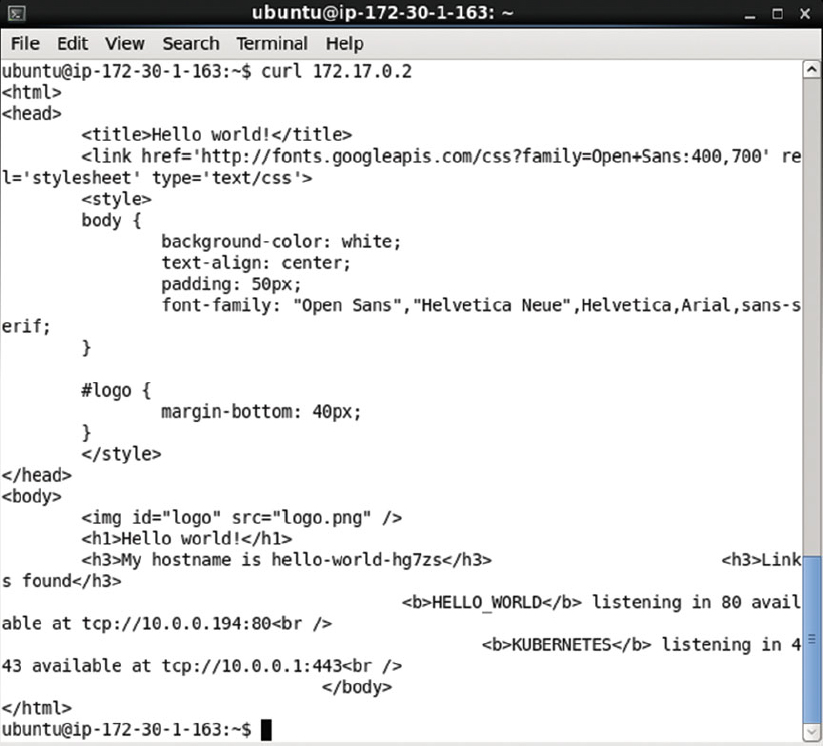 ubuntu@ip-172-30-1-163: ~
File Edit View Search Terminal Help
ubuntu@ip-172-30-1-163:~$ curl 172.17.0.2
<html>
<head>
        <title>Hello world!</title>
        <link href='http://fonts.googleapis.com/css?family=Open+Sans:400,700' re
l='stylesheet' type='text/css'>
        <style>
        body {
                background-color: white;
                text-align: center;
                padding: 50px;
                font-family: "Open Sans","Helvetica Neue",Helvetica,Arial,sans-s
erif;
        }

        #logo {
                margin-bottom: 40px;
        }
        </style>
</head>
<body>
        <img id="logo" src="logo.png" />
        <h1>Hello world!</h1>
        <h3>My hostname is hello-world-hg7zs</h3>                       <h3>Link
s found</h3>
                                        <b>HELLO_WORLD</b> listening in 80 avail
able at tcp://10.0.0.194:80<br />
                                                <b>KUBERNETES</b> listening in 4
43 available at tcp://10.0.0.1:443<br />
                                </body>
</html>
ubuntu@ip-172-30-1-163:~$